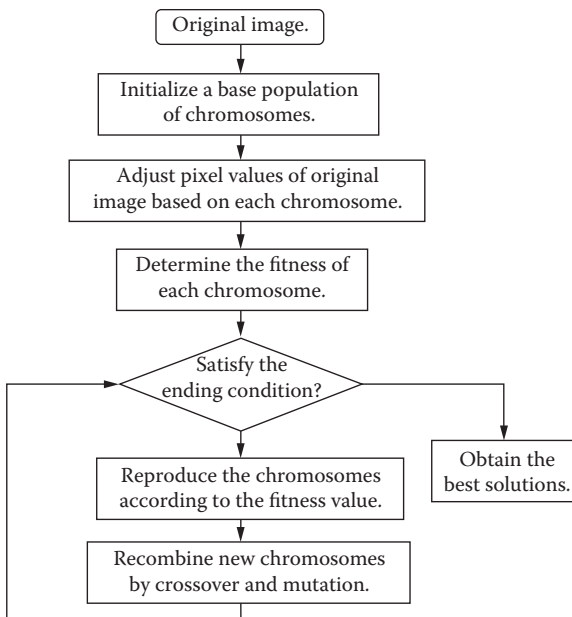 Original image.
Initialize a base population
of chromosomes.
Adjust pixel values of original
image based on each chromosome.
Determine the fitness of
each chromosome.
Satisfy the
ending condition?
Obtain the
best solutions.
Reproduce the chromosomes
according to the fitness value.
Recombine new chromosomes
by crossover and mutation.